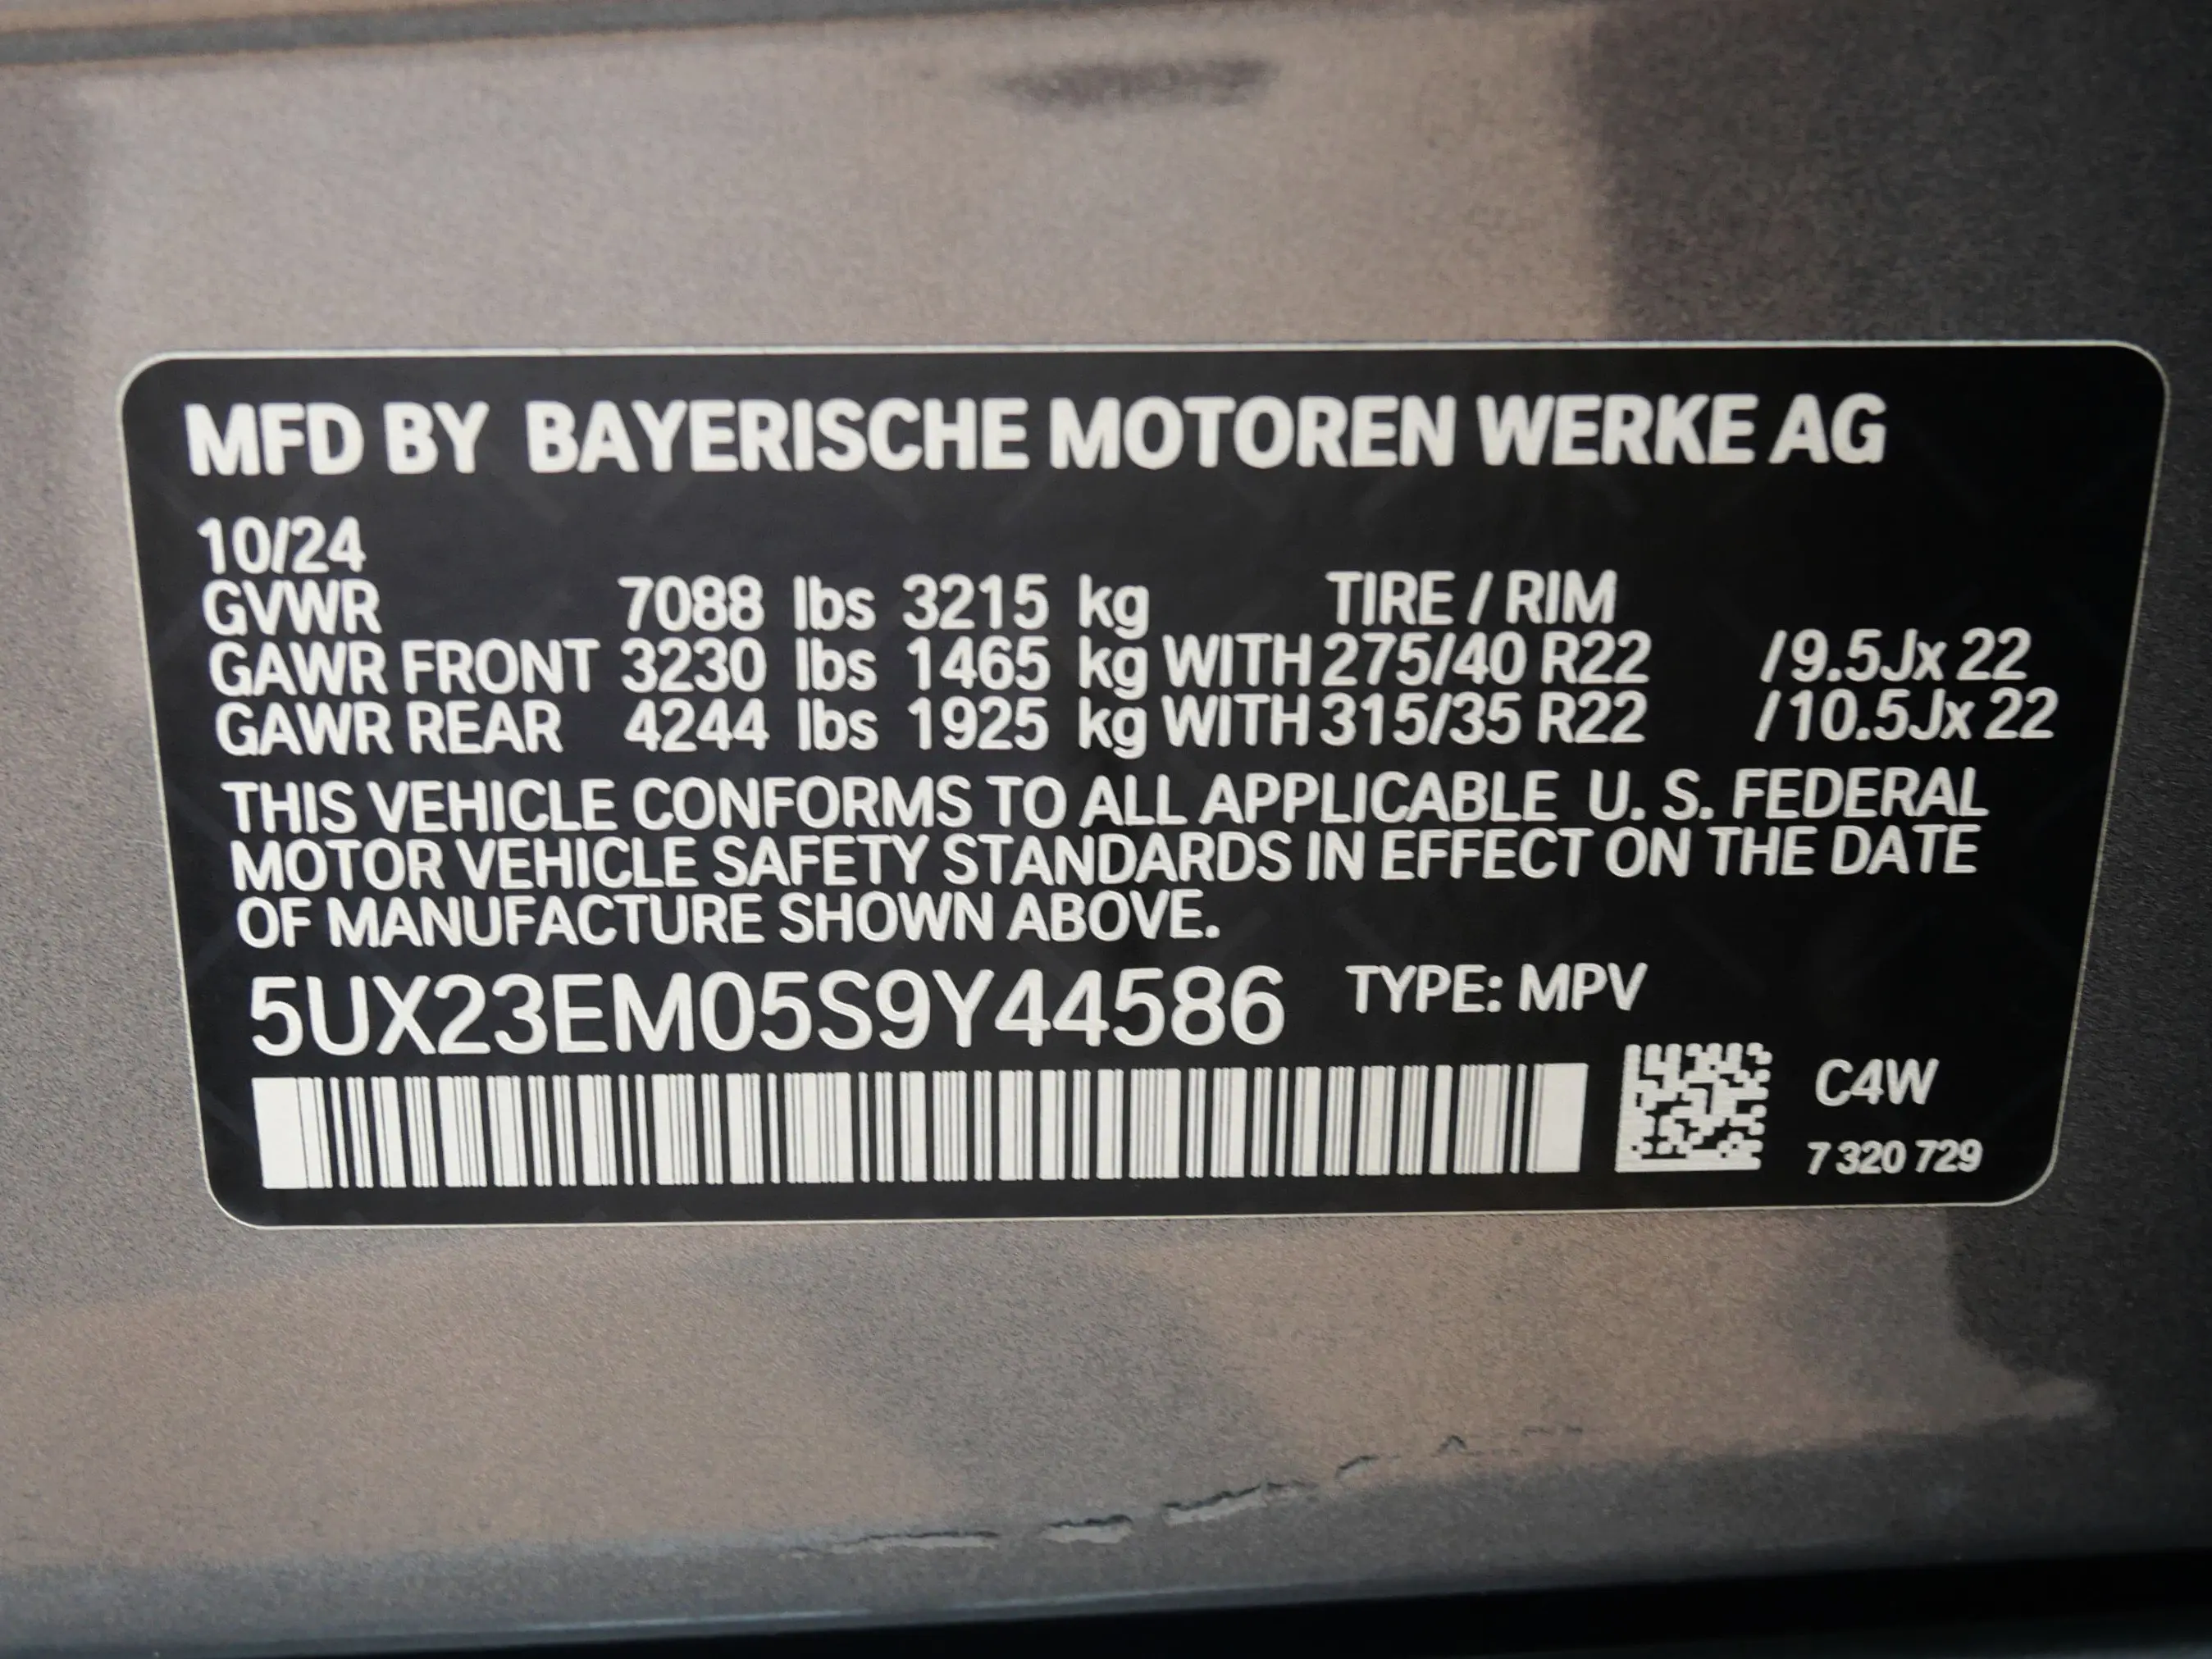 MFD BY BAYERISCHE MOTOREN WERKE AG
10/24
GVWR 7088 lbs 3215 kg TIRE / RIM
GAWR FRONT 3230 lbs 1465 kg WITH 275/40 R22 /9.5Jx 22
GAWR REAR 4244 lbs 1925 kg WITH 315/35 R22 /10.5Jx 22
THIS VEHICLE CONFORMS TO ALL APPLICABLE U. S. FEDERAL
MOTOR VEHICLE SAFETY STANDARDS IN EFFECT ON THE DATE
OF MANUFACTURE SHOWN ABOVE.
5UX23EM05S9Y44586 TYPE: MPV
C4W
7 320 729